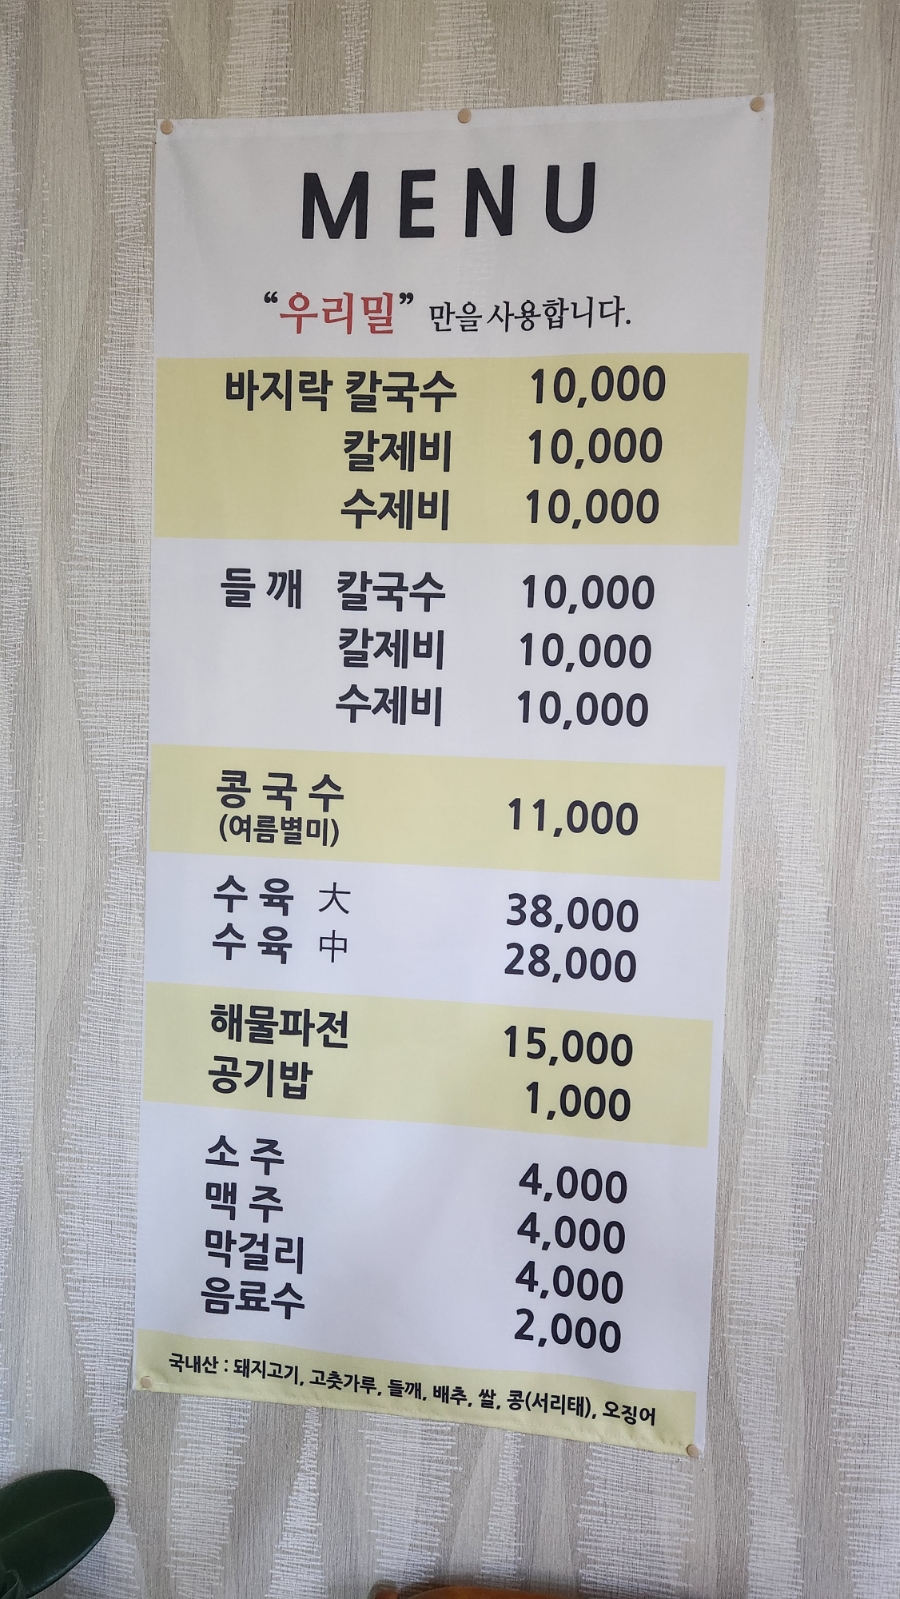 MENU
“우리밀” 만을 사용합니다.
바지락 칼국수 10,000
칼제비 10,000
수제비 10,000
들깨 칼국수 10,000
칼제비 10,000
수제비 10,000
콩국수 11,000
(여름별미)
수육 大 38,000
수육 中 28,000
해물파전 15,000
공기밥 1,000
소주 4,000
맥주 4,000
막걸리 4,000
음료수 2,000
국내산 : 돼지고기, 고춧가루, 들깨, 배추, 쌀, 콩(서리태), 오징어